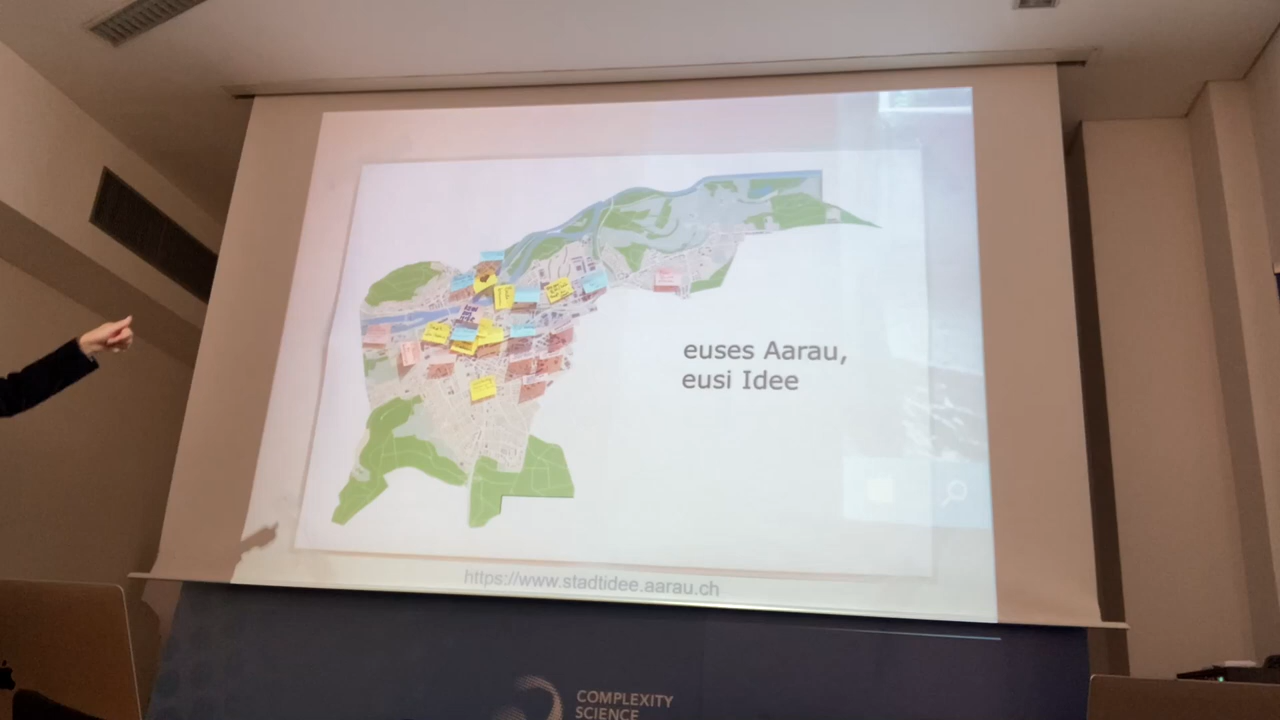 euses Aarau,
eusi Idee
https://www.stadtidee.aarau.ch
COMPLEXITY
SCIENCE